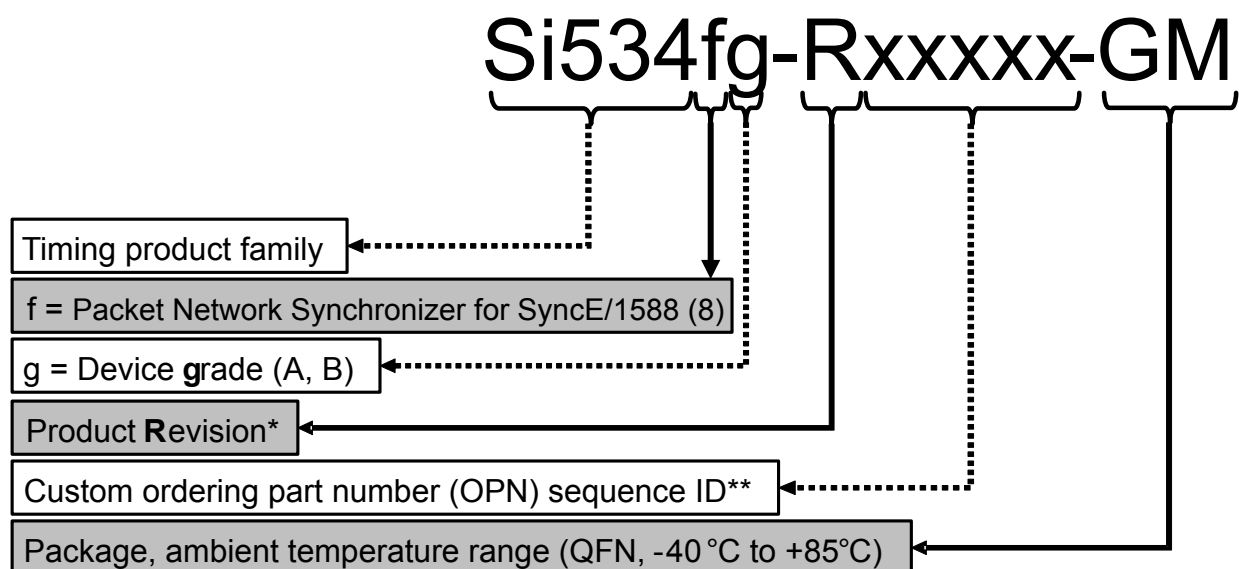 Si534fg-Rxxxxx-GM
Timing product family
f = Packet Network Synchronizer for SyncE/1588 (8)
g = Device grade (A, B)
Product Revision*
Custom ordering part number (OPN) sequence ID**
Package, ambient temperature range (QFN, -40 °C to +85°C)